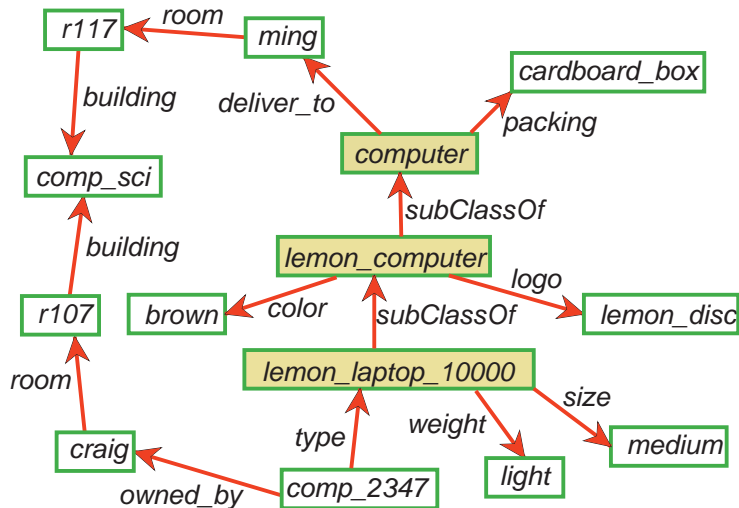 r117
room
ming
cardboard_box
building
deliver_to
packing
computer
comp_sci
subClassOf
building
lemon_computer
logo
r107
brown
color
subClassOf
lemon_disc
room
lemon_laptop_10000
size
craig
type
weight
medium
owned_by
comp_2347
light